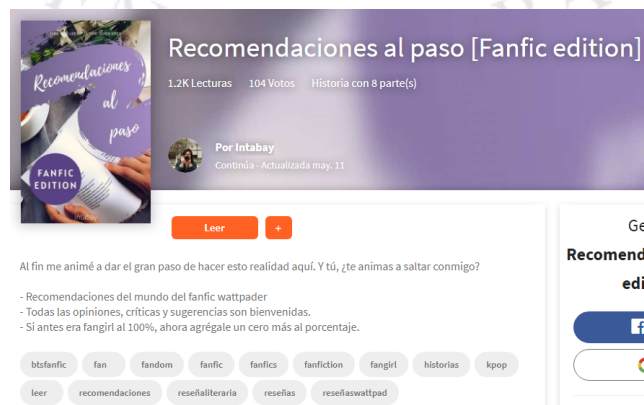 Recomendaciones
al
paso
FANFIC
EDITION
Recomendaciones al paso [Fanfic edition]
1.2K Lecturas 104 Votos Historia con 8 parte(s)
Por Intabay
Continúa - Actualizada may. 11
Leer +
Al fin me animé a dar el gran paso de hacer esto realidad aquí. Y tú, ¿te animas a saltar conmigo?
- Recomendaciones del mundo del fanfic wattpader
- Todas las opiniones, críticas y sugerencias son bienvenidas.
- Si antes era fangirl al 100%, ahora agrégale un cero más al porcentaje.
btsfanfic fan fandom fanfic fanfics fanfiction fangirl historias kpop
leer recomendaciones reseñaliteraria reseñas reseñaswattpad
Ge
Recomend
edi